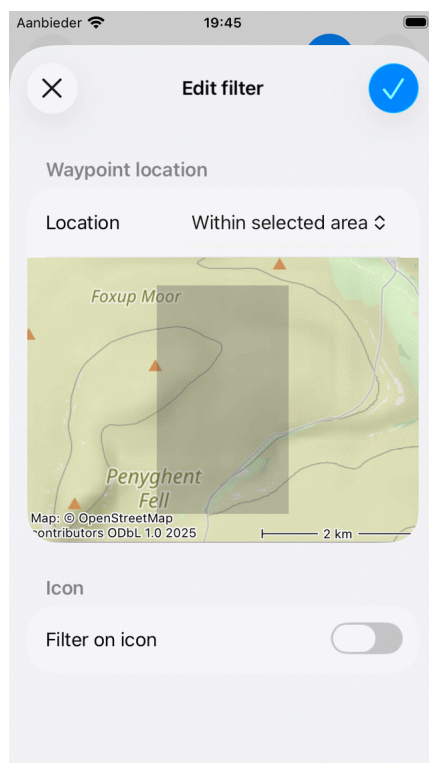 Aanbieder 19:45
Edit filter
Waypoint location
Location Within selected area
Foxup Moor
Penyghent
Fell
Map: © OpenStreetMap
contributors ODbL 1.0 2025
2 km
Icon
Filter on icon